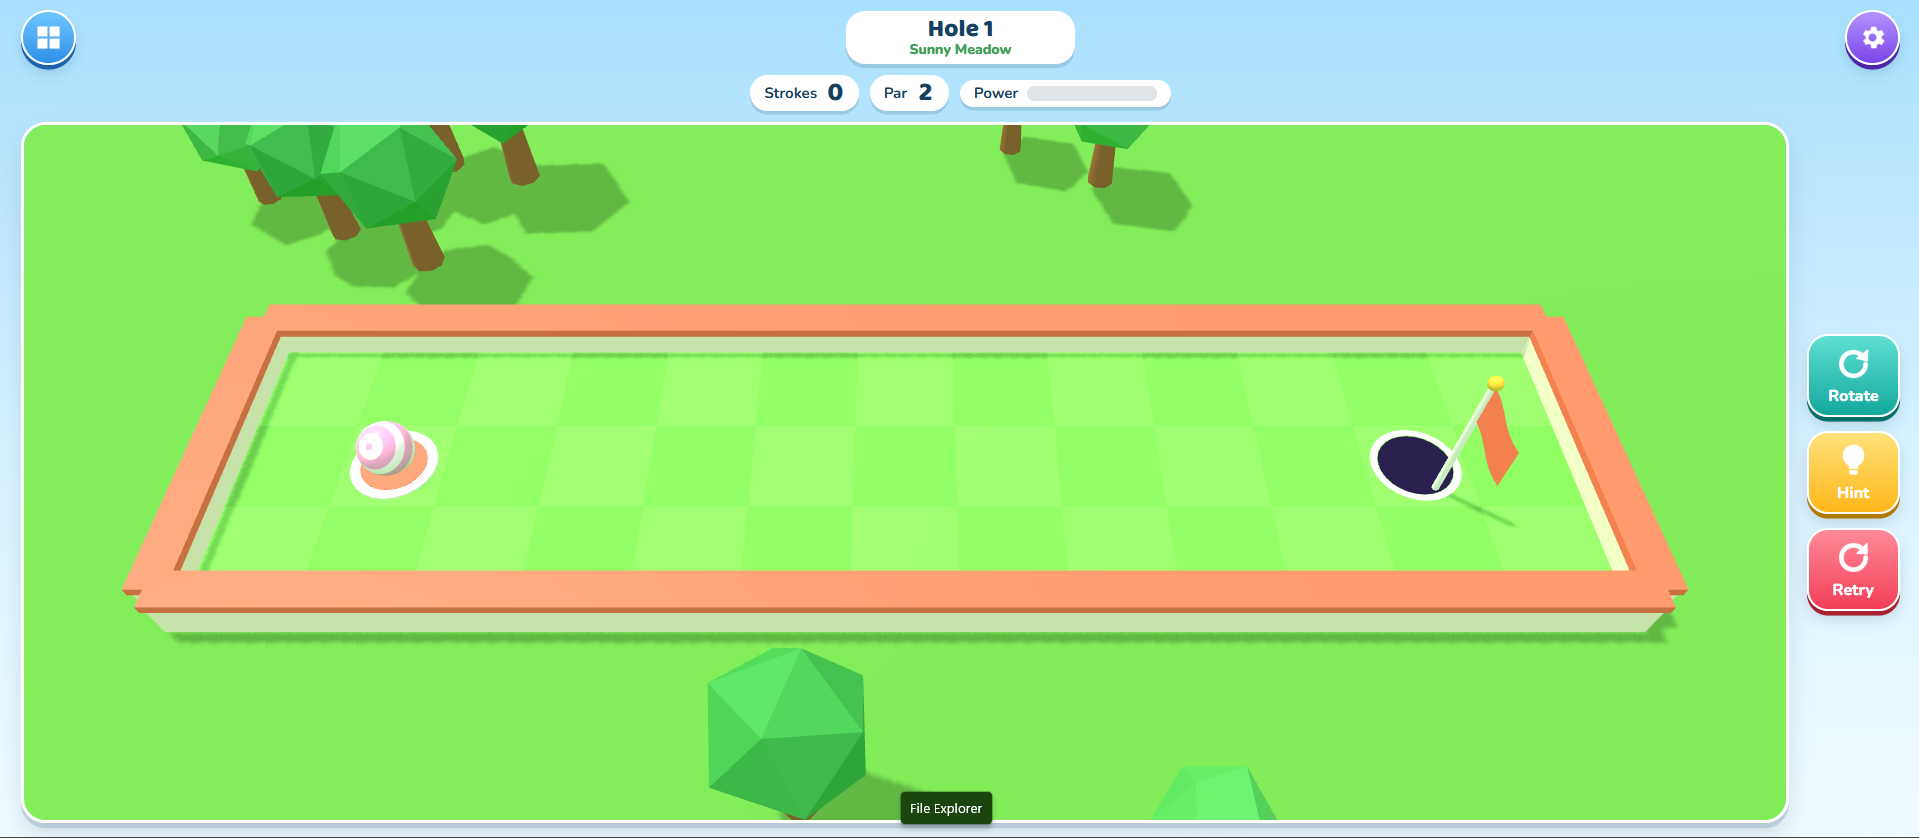 Hole 1
Sunny Meadow
Strokes 0
Par 2
Power
Rotate
Hint
Retry
File Explorer